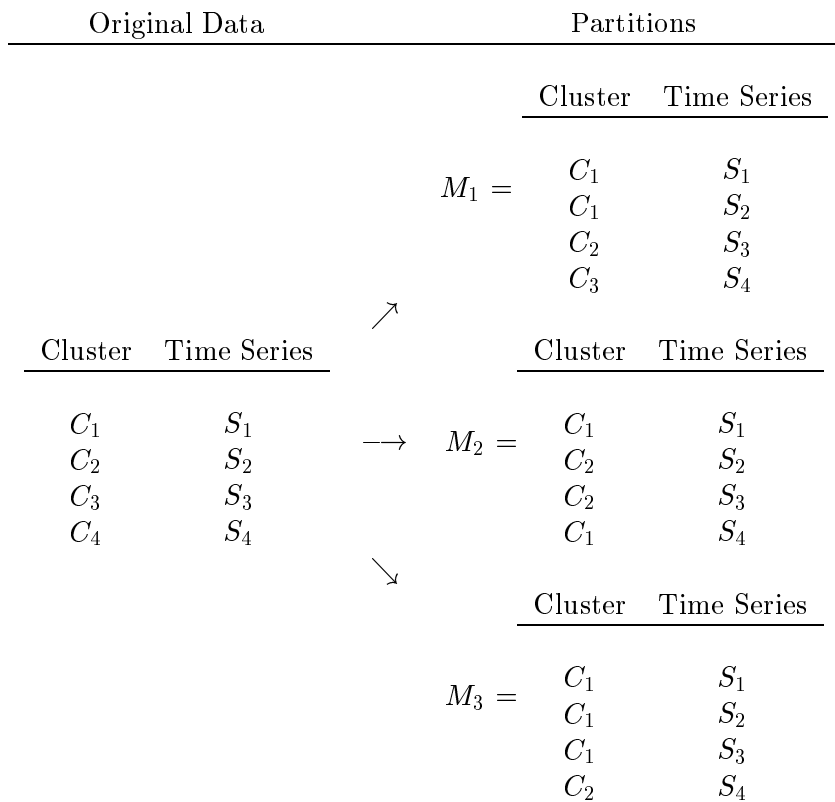 Original Data Partitions
Cluster Time Series
C₁ S₁
M₁ = C₁ S₂
C₂ S₃
C₃ S₄
↗
Cluster Time Series Cluster Time Series
C₁ S₁ ⟶ M₂ = C₁ S₁
C₂ S₂ C₂ S₂
C₃ S₃ C₂ S₃
C₄ S₄ C₁ S₄
↘
Cluster Time Series
M₃ = C₁ S₁
C₁ S₂
C₁ S₃
C₂ S₄